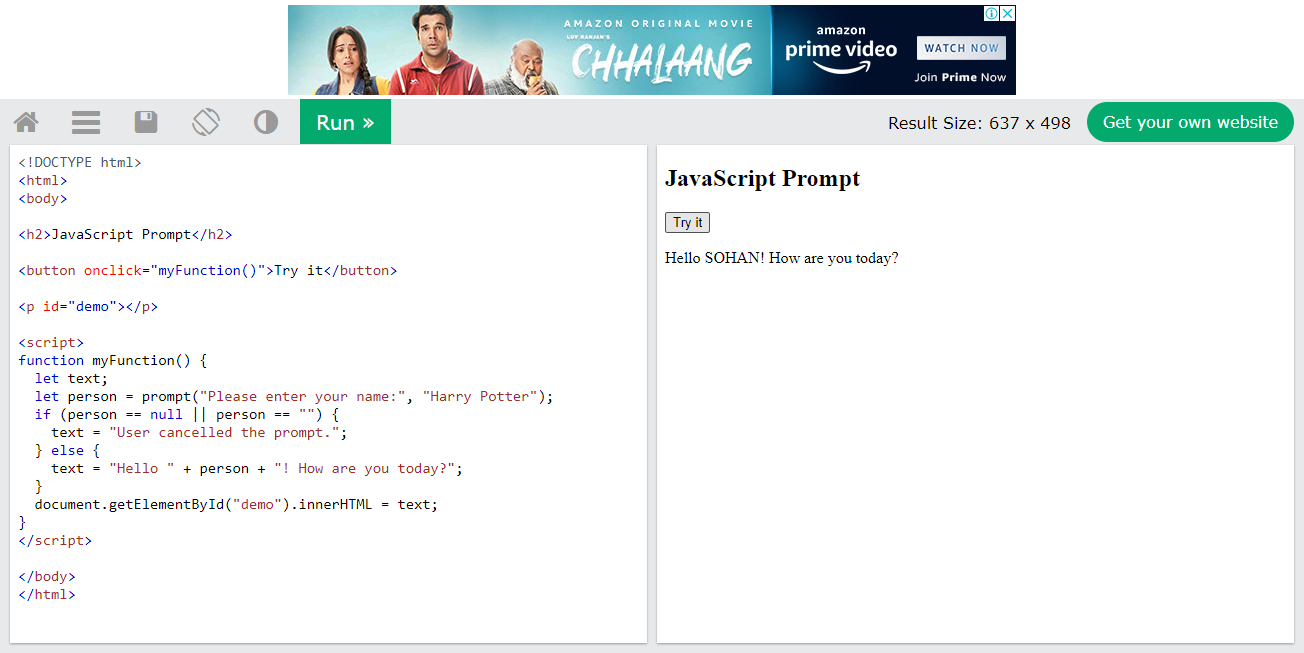 AMAZON ORIGINAL MOVIE
LUV RANJAN'S
CHHALAANG
amazon
prime video
WATCH NOW
Join Prime Now
Run »
Result Size: 637 x 498
Get your own website
<!DOCTYPE html>
<html>
<body>
<h2>JavaScript Prompt</h2>
<button onclick="myFunction()">Try it</button>
<p id="demo"></p>
<script>
function myFunction() {
  let text;
  let person = prompt("Please enter your name:", "Harry Potter");
  if (person == null || person == "") {
    text = "User cancelled the prompt.";
  } else {
    text = "Hello " + person + "! How are you today?";
  }
  document.getElementById("demo").innerHTML = text;
}
</script>
</body>
</html>
JavaScript Prompt
Try it
Hello SOHAN! How are you today?